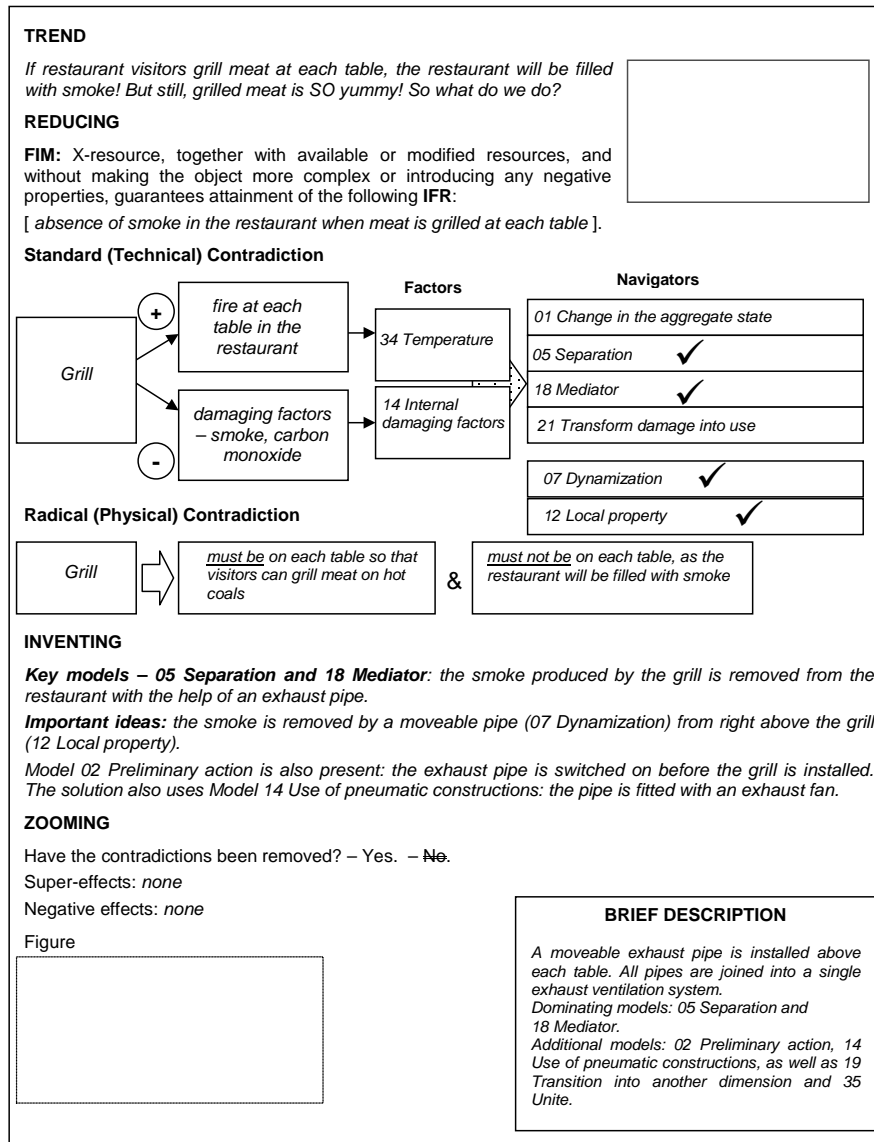 TREND
If restaurant visitors grill meat at each table, the restaurant will be filled
with smoke! But still, grilled meat is SO yummy! So what do we do?
REDUCING
FIM: X-resource, together with available or modified resources, and
without making the object more complex or introducing any negative
properties, guarantees attainment of the following IFR:
[ absence of smoke in the restaurant when meat is grilled at each table ].
Standard (Technical) Contradiction
Grill
+
fire at each
table in the
restaurant
-
damaging factors
– smoke, carbon
monoxide
Factors
34 Temperature
14 Internal
damaging factors
Navigators
01 Change in the aggregate state
05 Separation
18 Mediator
21 Transform damage into use
07 Dynamization
12 Local property
Radical (Physical) Contradiction
Grill
must be on each table so that
visitors can grill meat on hot
coals
&
must not be on each table, as the
restaurant will be filled with smoke
INVENTING
Key models – 05 Separation and 18 Mediator: the smoke produced by the grill is removed from the
restaurant with the help of an exhaust pipe.
Important ideas: the smoke is removed by a moveable pipe (07 Dynamization) from right above the grill
(12 Local property).
Model 02 Preliminary action is also present: the exhaust pipe is switched on before the grill is installed.
The solution also uses Model 14 Use of pneumatic constructions: the pipe is fitted with an exhaust fan.
ZOOMING
Have the contradictions been removed? – Yes. – No.
Super-effects: none
Negative effects: none
Figure
BRIEF DESCRIPTION
A moveable exhaust pipe is installed above
each table. All pipes are joined into a single
exhaust ventilation system.
Dominating models: 05 Separation and
18 Mediator.
Additional models: 02 Preliminary action, 14
Use of pneumatic constructions, as well as 19
Transition into another dimension and 35
Unite.